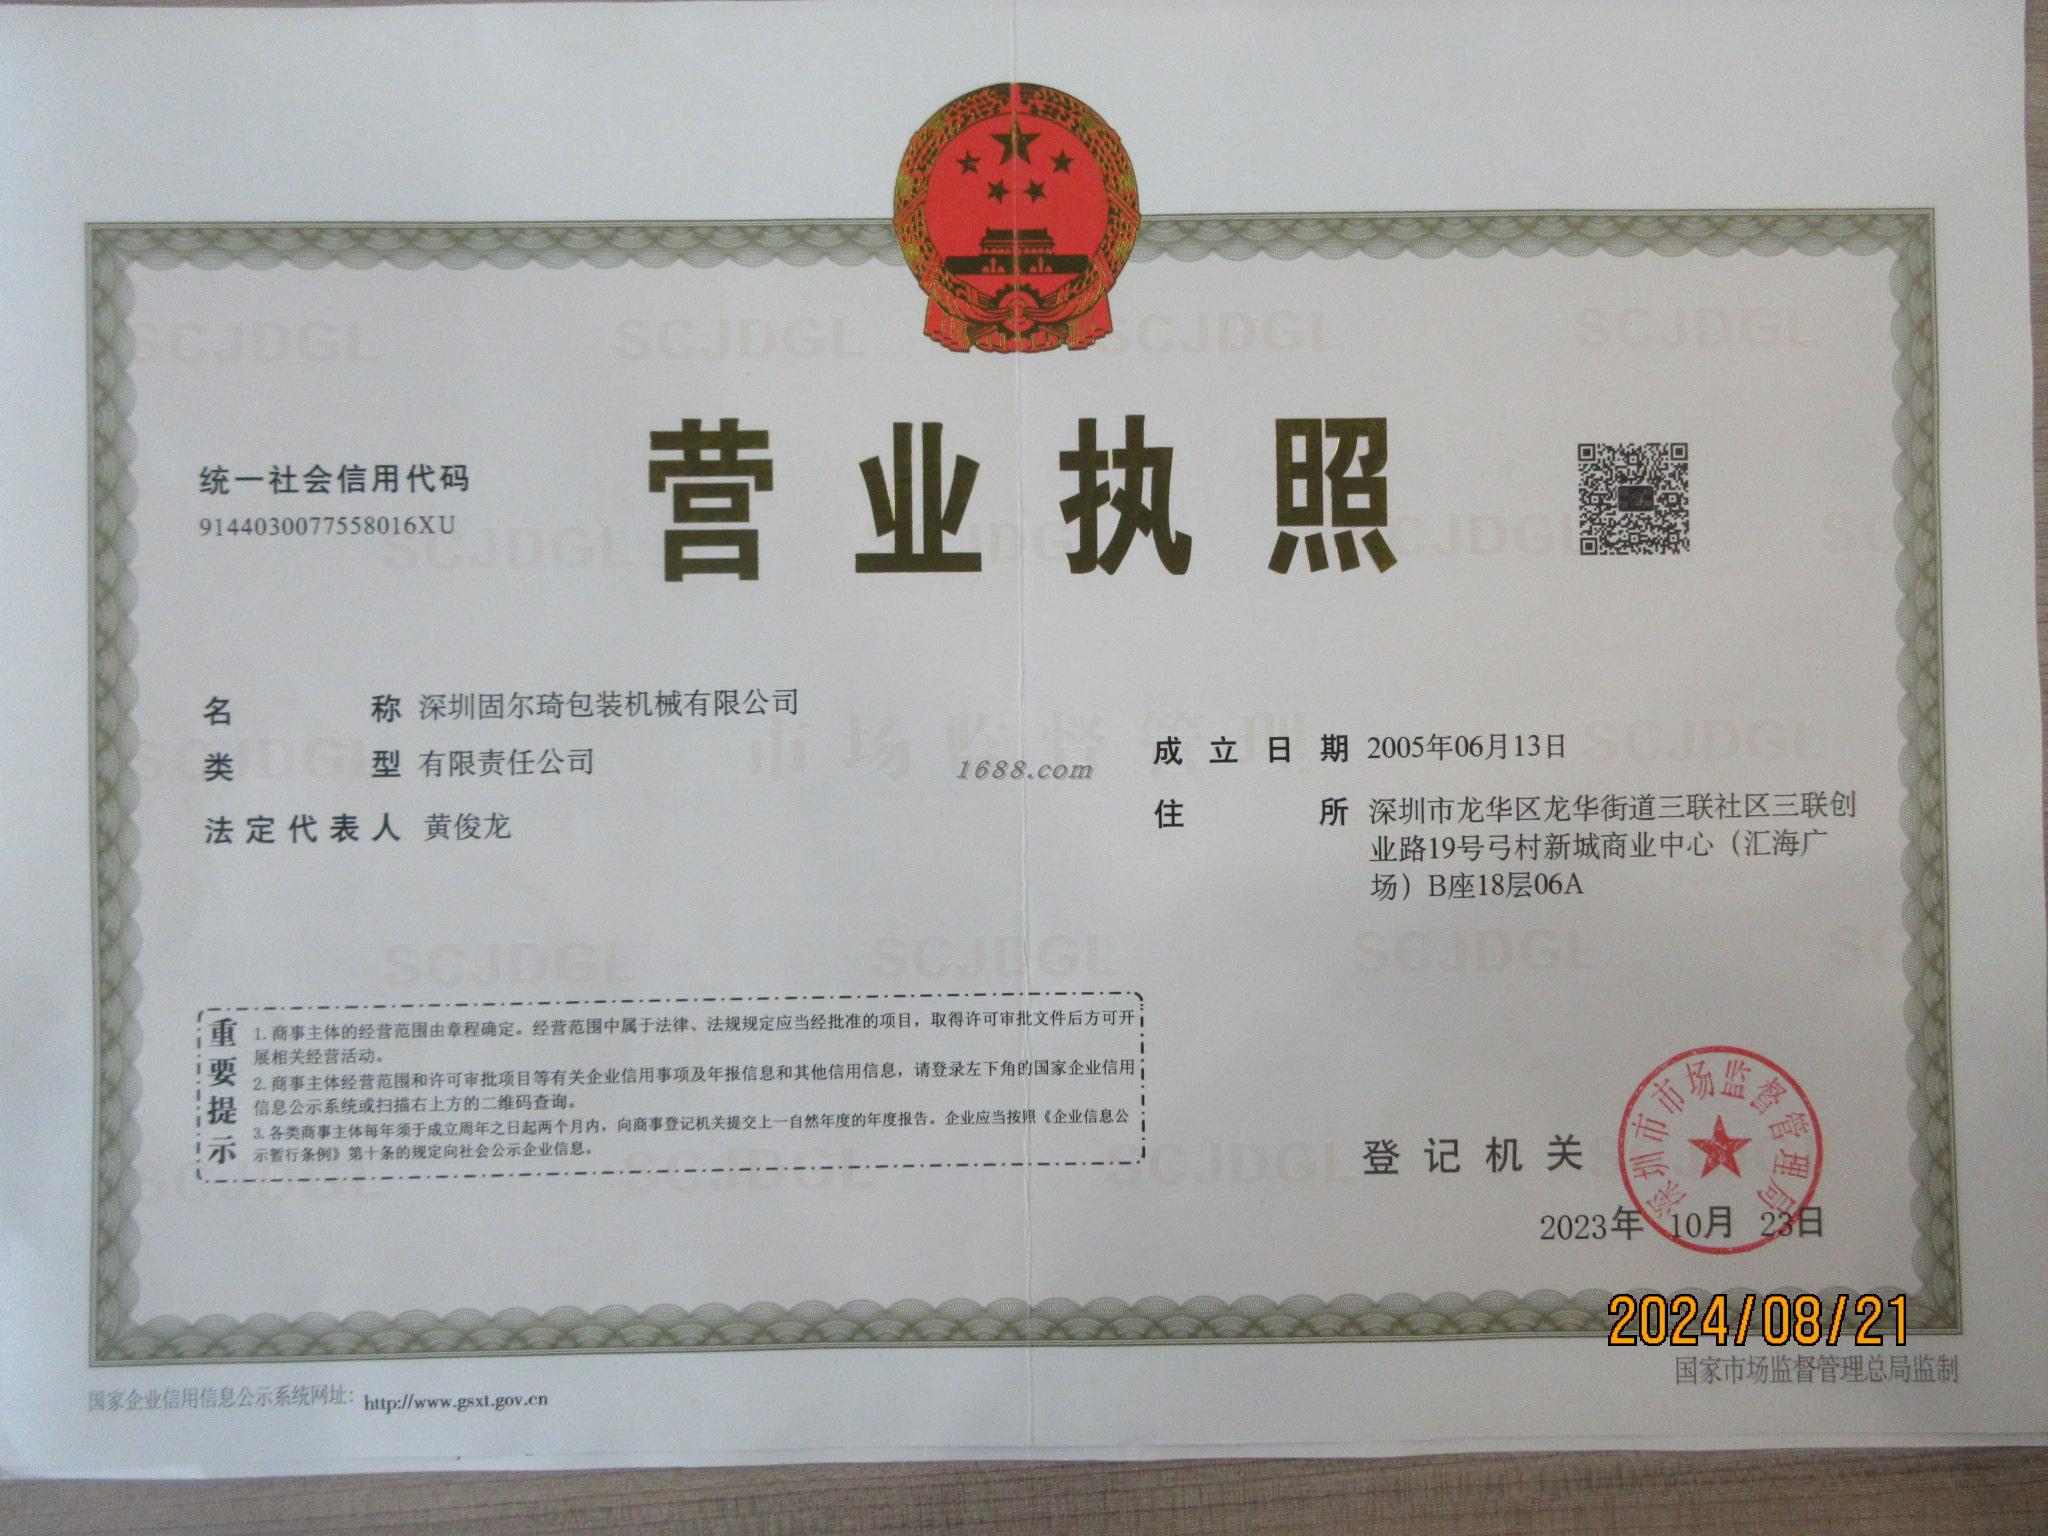 营业执照
统一社会信用代码
9144030077558016XU
名称 深圳固尔琦包装机械有限公司
类型 有限责任公司
法定代表人 黄俊龙
成立日期 2005年06月13日
住所 深圳市龙华区龙华街道三联社区三联创
业路19号弓村新城商业中心（汇海广
场）B座18层06A
1688.com
市场监督管理
SCJDGL
重要提示
1. 商事主体的经营范围由章程确定。经营范围中属于法律、法规规定应当经批准的项目，取得许可审批文件后方可开
展相关经营活动。
2. 商事主体经营范围和许可审批项目等有关企业信用事项及年报信息和其他信用信息，请登录左下角的国家企业信用
信息公示系统或扫描右上方的二维码查询。
3. 各类商事主体每年须于成立周年之日起两个月内，向商事登记机关提交上一自然年度的年度报告。企业应当按照《企业信息公
示暂行条例》第十条的规定向社会公示企业信息。
登记机关
深圳市市场监督管理局
2023年 10月 23日
2024/08/21
国家企业信用信息公示系统网址： http://www.gsxt.gov.cn
国家市场监督管理总局监制